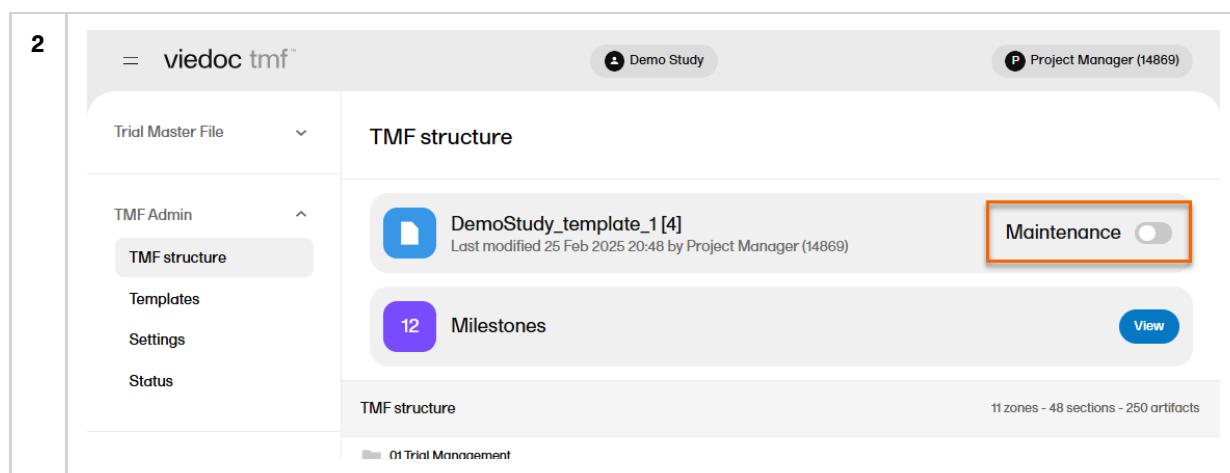 2
viedoc tmf™
Demo Study
P Project Manager (14869)
Trial Master File
TMF structure
TMF Admin
DemoStudy_template_1 [4]
Last modified 25 Feb 2025 20:48 by Project Manager (14869)
Maintenance
TMF structure
Templates
12 Milestones
View
Settings
Status
TMF structure
11 zones - 48 sections - 250 artifacts
01 Trial Management